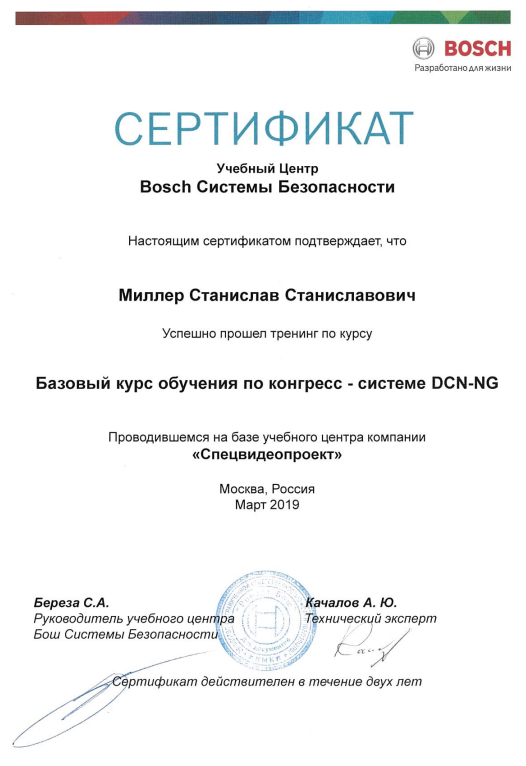 BOSCH
Разработано для жизни
СЕРТИФИКАТ
Учебный Центр
Bosch Системы Безопасности
Настоящим сертификатом подтверждает, что
Миллер Станислав Станиславович
Успешно прошел тренинг по курсу
Базовый курс обучения по конгресс - системе DCN-NG
Проводившемся на базе учебного центра компании
«Спецвидеопроект»
Москва, Россия
Март 2019
Береза С.А.
Качалов А. Ю.
Руководитель учебного центра
Технический эксперт
Бош Системы Безопасности
Сертификат действителен в течение двух лет